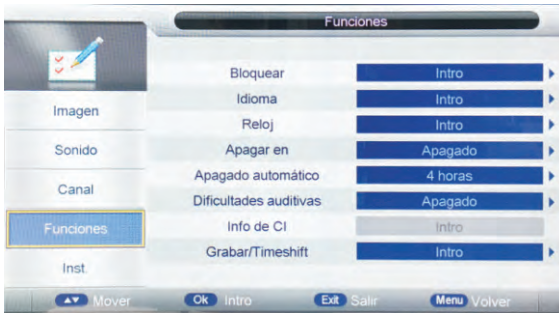 Funciones
Bloquear Intro
Idioma Intro
Imagen
Reloj Intro
Sonido
Apagar en Apagado
Apagado automático 4 horas
Canal
Dificultades auditivas Apagado
Funciones
Info de CI Intro
Grabar/Timeshift Intro
Inst.
Mover Ok Intro Exit Salir Menu Volver